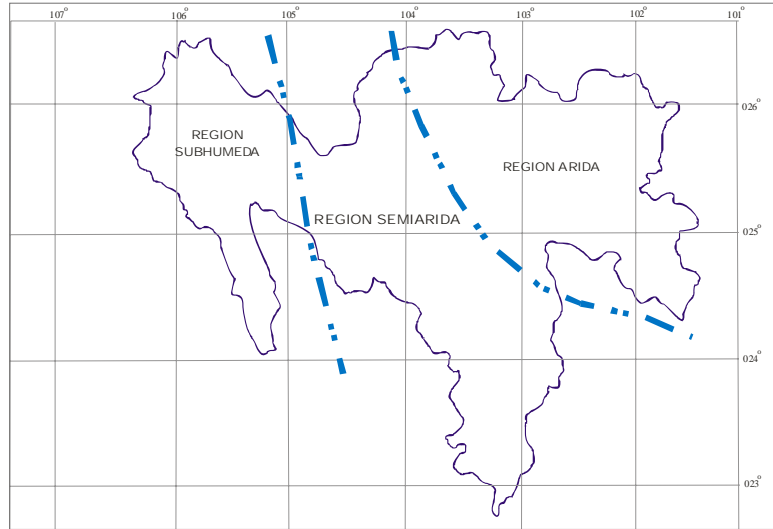 107°
106°
105°
104°
103°
102°
101°
026°
REGION
SUBHUMEDA
REGION ARIDA
REGION SEMIARIDA
025°
024°
023°